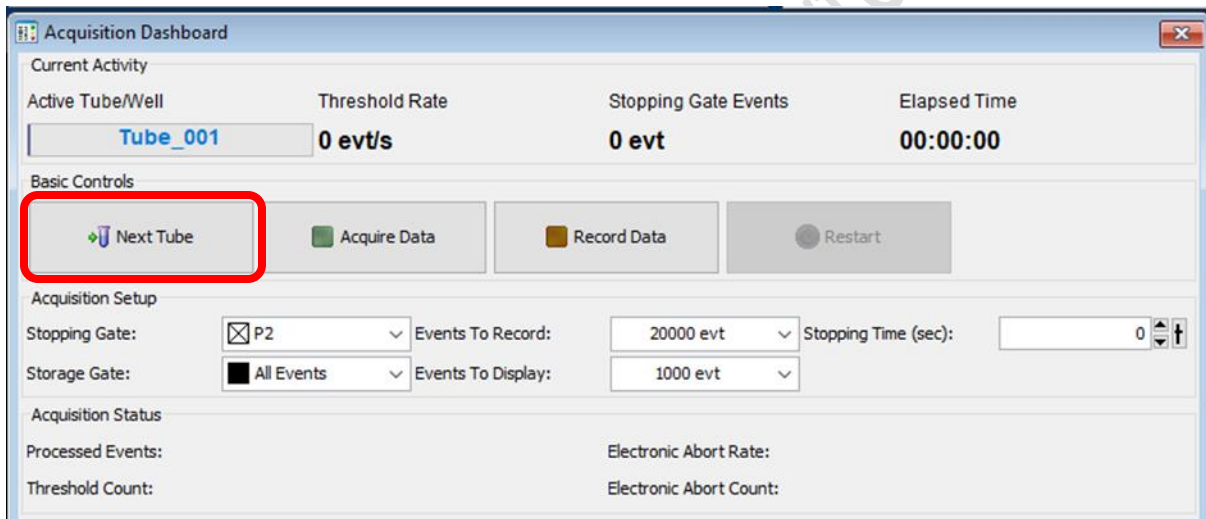 Acquisition Dashboard
Current Activity
Active Tube/Well Threshold Rate Stopping Gate Events Elapsed Time
Tube_001 0 evt/s 0 evt 00:00:00
Basic Controls
Next Tube Acquire Data Record Data Restart
Acquisition Setup
Stopping Gate: P2 Events To Record: 20000 evt Stopping Time (sec): 0
Storage Gate: All Events Events To Display: 1000 evt
Acquisition Status
Processed Events: Electronic Abort Rate:
Threshold Count: Electronic Abort Count: